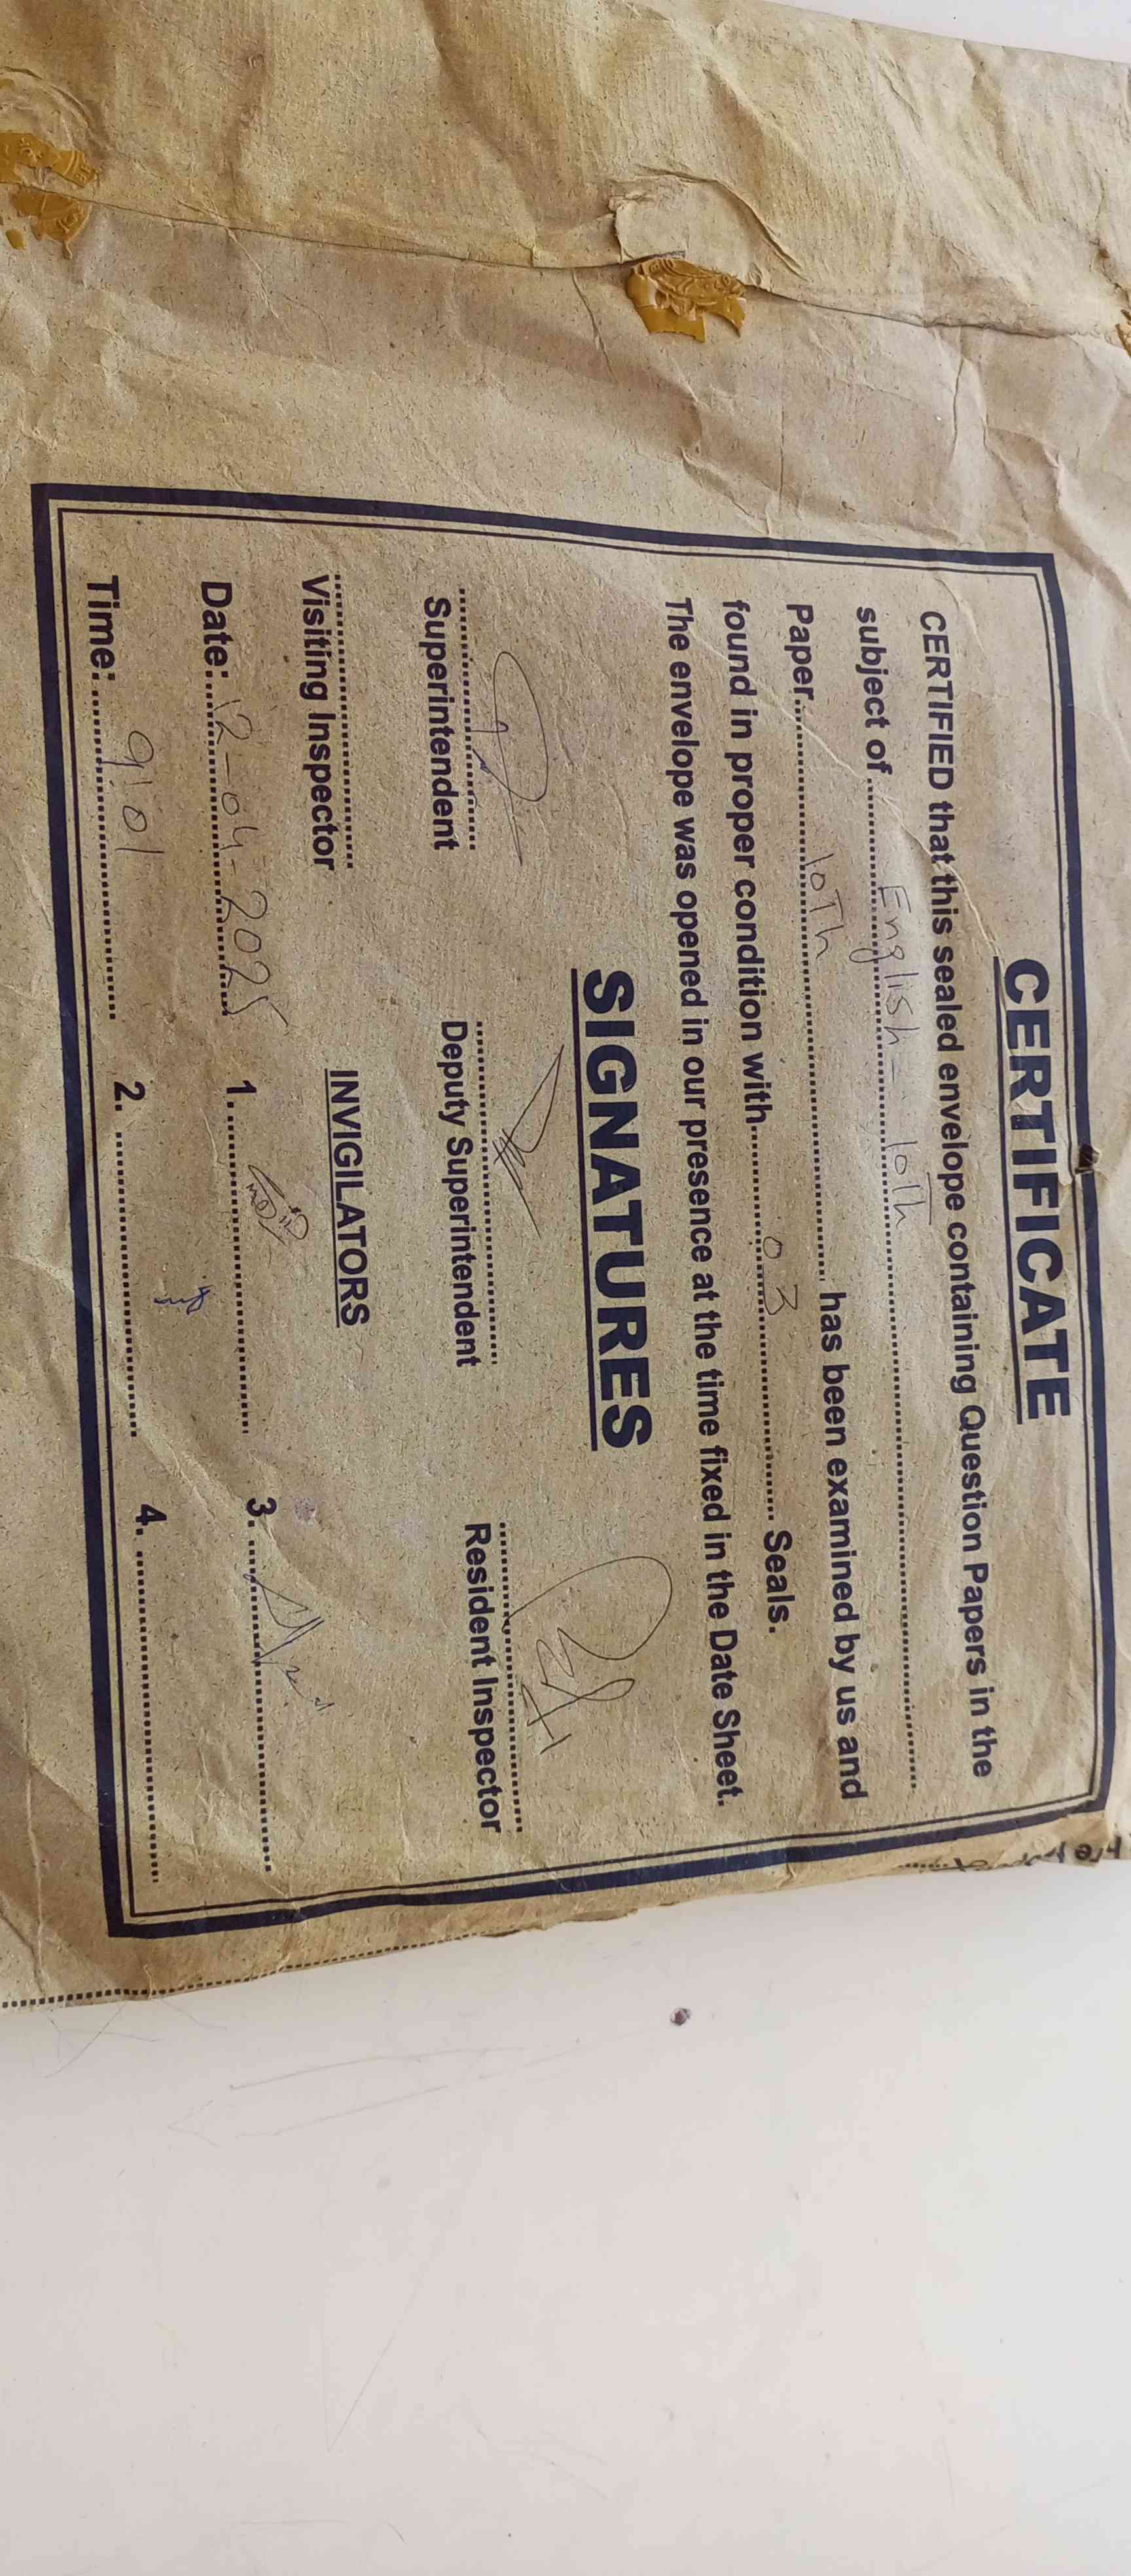 CERTIFICATE
CERTIFIED that this sealed envelope containing Question Papers in the
subject of English - 10Th
Paper 10Th has been examined by us and
found in proper condition with 03 Seals.
The envelope was opened in our presence at the time fixed in the Date Sheet.
SIGNATURES
Superintendent Deputy Superintendent Resident Inspector
Visiting Inspector INVIGILATORS
Date: 12-04-2025 1. 3.
Time: 9:01 2. 4.